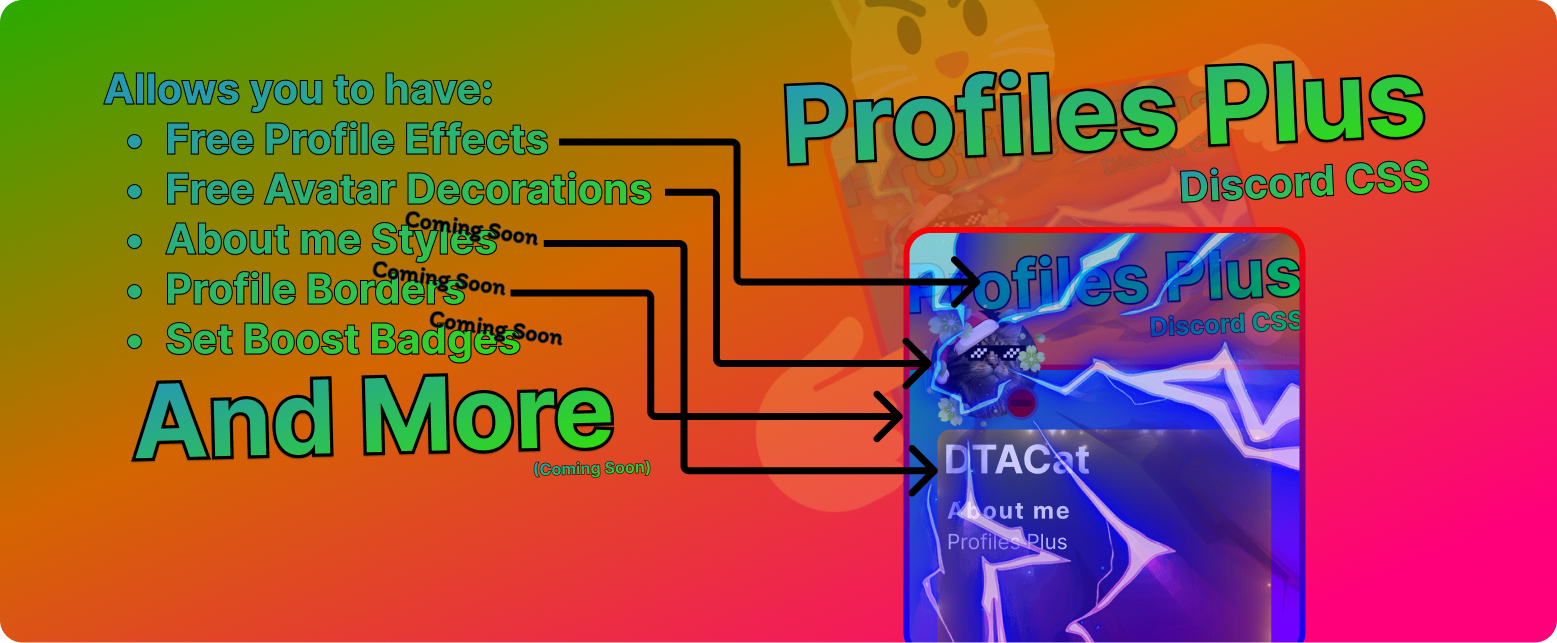 Allows you to have:
Free Profile Effects
Free Avatar Decorations
About me Styles
Coming Soon
Profile Borders
Coming Soon
Set Boost Badges
Coming Soon
And More
(Coming Soon)
Profiles Plus
Discord CSS
Profiles Plus
Discord CSS
DTACat
About me
Profiles Plus